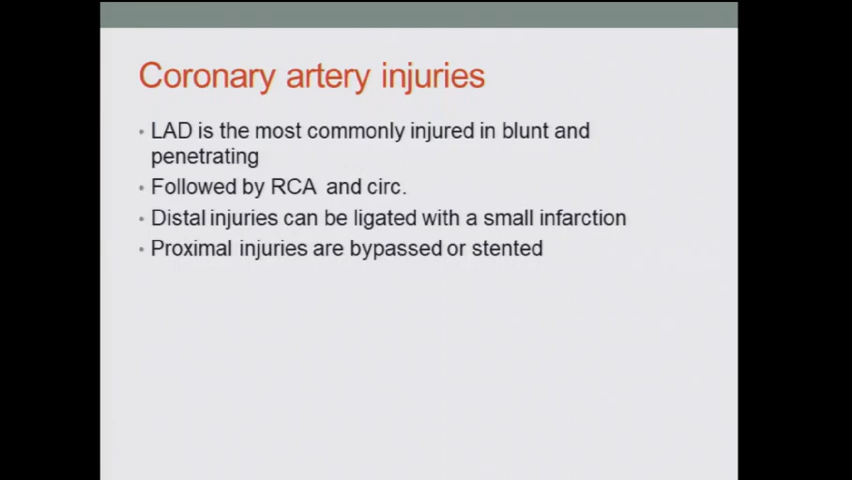 Coronary artery injuries
• LAD is the most commonly injured in blunt and
penetrating
• Followed by RCA and circ.
• Distal injuries can be ligated with a small infarction
• Proximal injuries are bypassed or stented